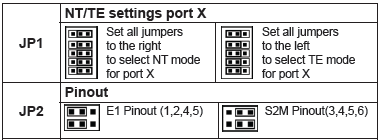 NT/TE settings port X
JP1
Set all jumpers
to the right
to select NT mode
for port X
Set all jumpers
to the left
to select TE mode
for port X
Pinout
JP2
E1 Pinout (1,2,4,5)
S2M Pinout(3,4,5,6)